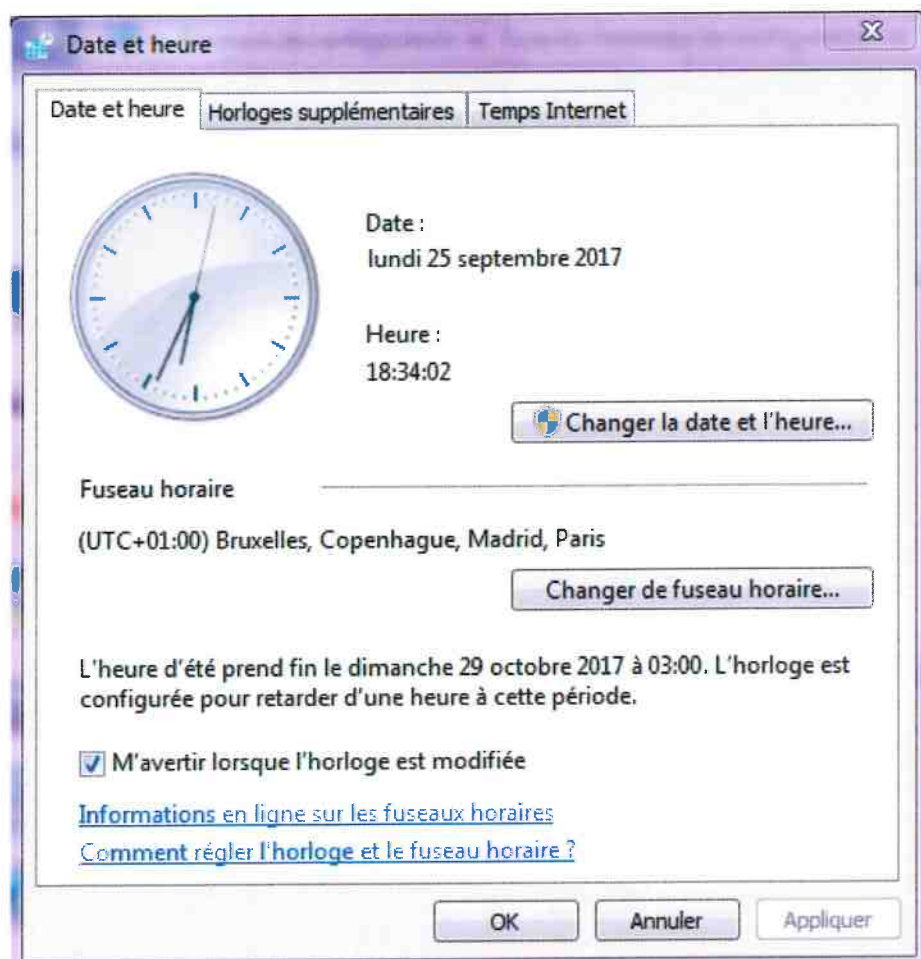 Date et heure
Date et heure
Horloges supplémentaires
Temps Internet
Date :
lundi 25 septembre 2017
Heure :
18:34:02
Changer la date et l'heure...
Fuseau horaire
(UTC+01:00) Bruxelles, Copenhague, Madrid, Paris
Changer de fuseau horaire...
L'heure d'été prend fin le dimanche 29 octobre 2017 à 03:00. L'horloge est
configurée pour retarder d'une heure à cette période.
M'avertir lorsque l'horloge est modifiée
Informations en ligne sur les fuseaux horaires
Comment régler l'horloge et le fuseau horaire ?
OK
Annuler
Appliquer